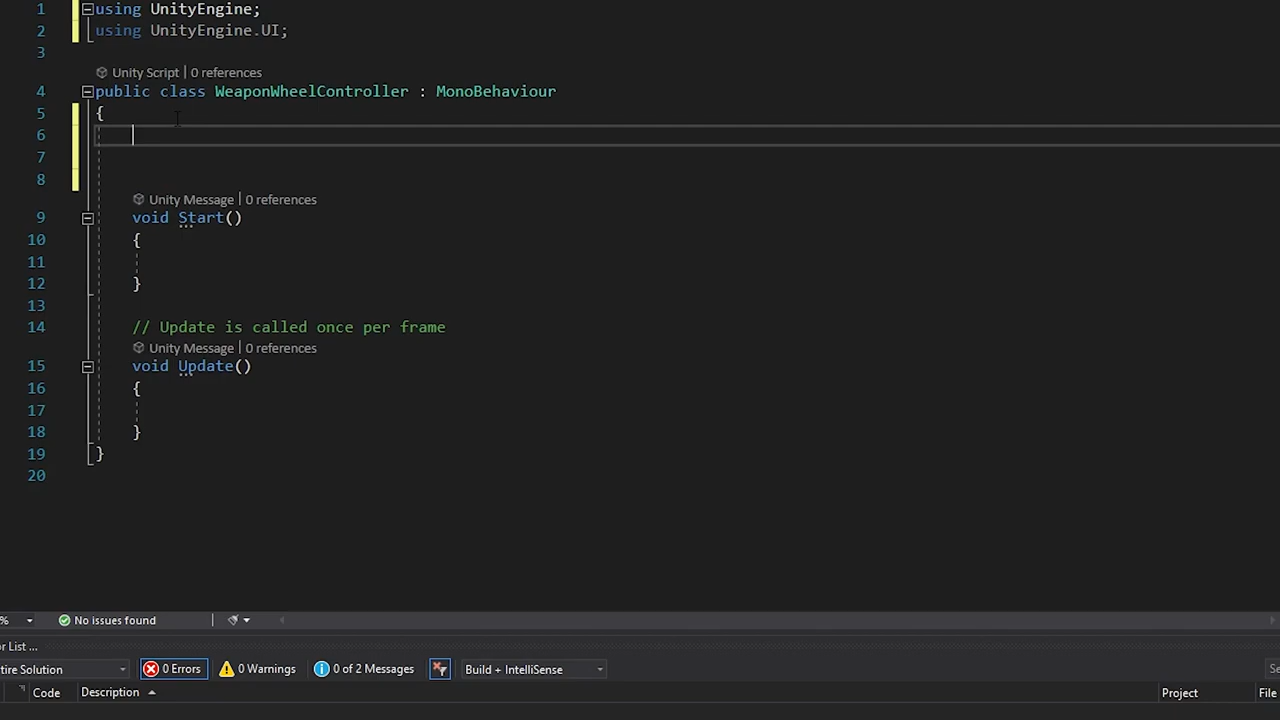 1 using UnityEngine;
2 using UnityEngine.UI;
3
Unity Script | 0 references
4 public class WeaponWheelController : MonoBehaviour
5 {
6
7
8
Unity Message | 0 references
9 void Start()
10 {
11
12 }
13
14 // Update is called once per frame
Unity Message | 0 references
15 void Update()
16 {
17
18 }
19 }
20
% No issues found
or List ...
tire Solution 0 Errors 0 Warnings 0 of 2 Messages Build + IntelliSense Se
Code Description Project File